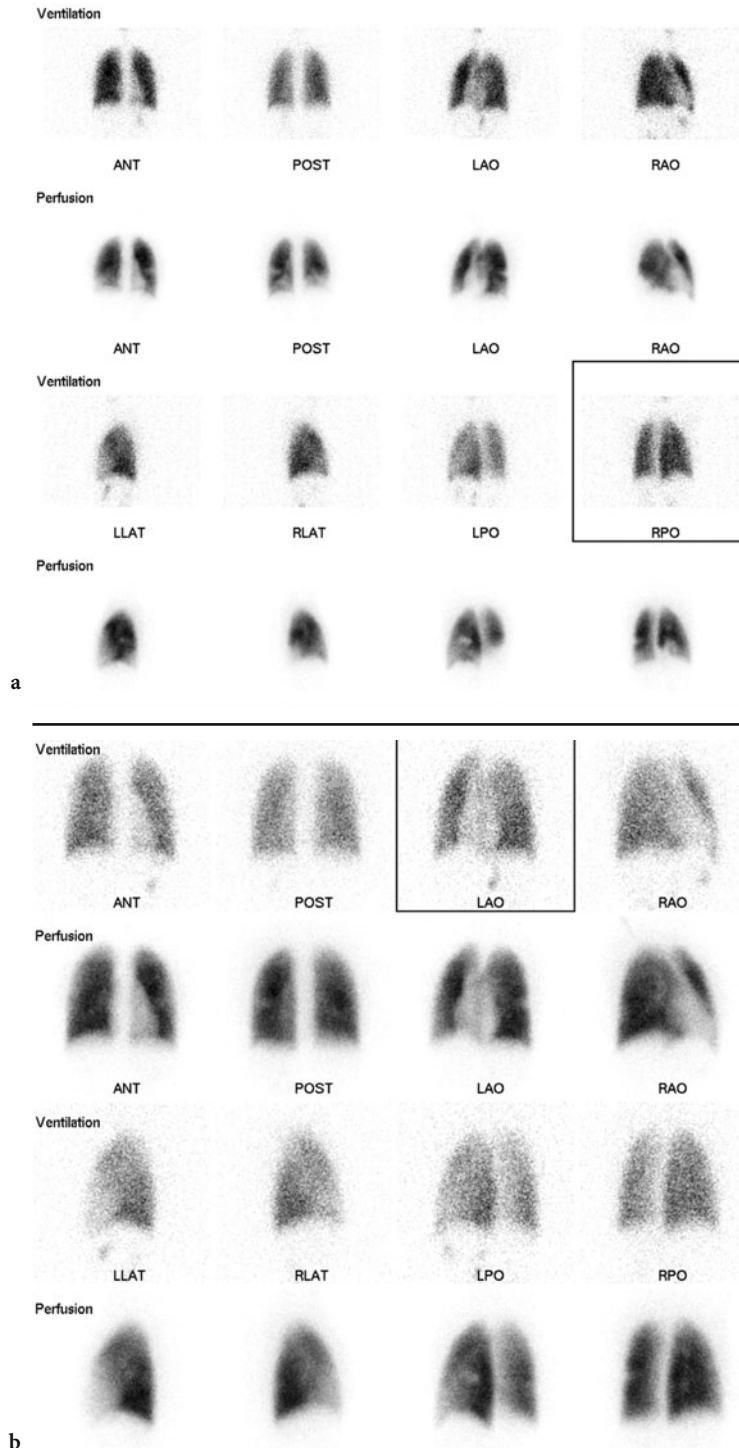 Ventilation
ANT POST LAO RAO
Perfusion
ANT POST LAO RAO
Ventilation
LLAT RLAT LPO RPO
Perfusion
a
Ventilation
ANT POST LAO RAO
Perfusion
ANT POST LAO RAO
Ventilation
LLAT RLAT LPO RPO
Perfusion
b